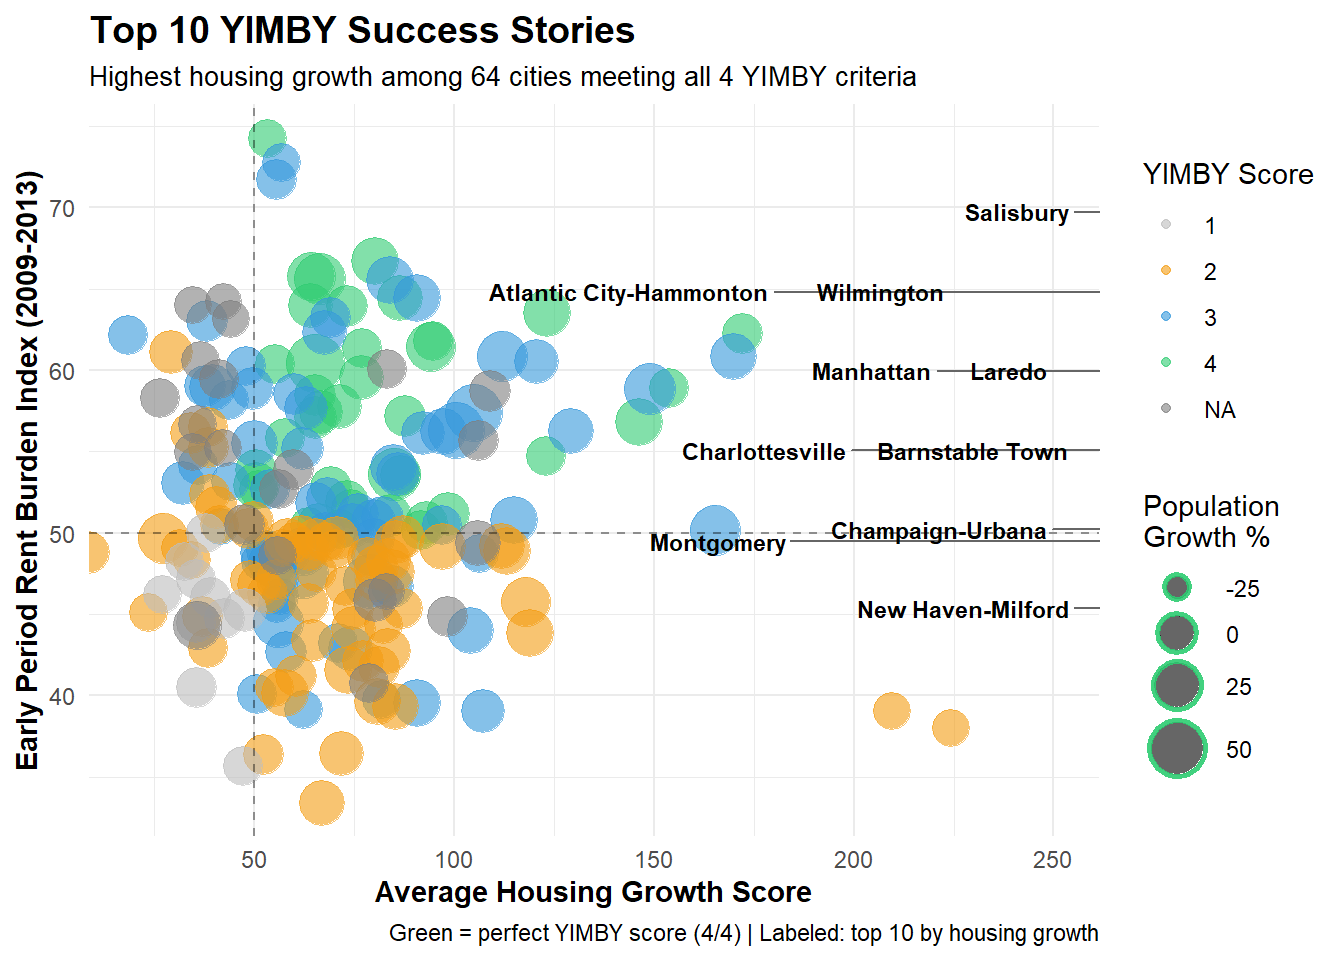 Top 10 YIMBY Success Stories
Highest housing growth among 64 cities meeting all 4 YIMBY criteria
Early Period Rent Burden Index (2009-2013)
70
60
50
40
Salisbury
Atlantic City-Hammonton
Wilmington
Manhattan
Laredo
Charlottesville
Barnstable Town
Champaign-Urbana
Montgomery
New Haven-Milford
50
100
150
200
250
Average Housing Growth Score
Green = perfect YIMBY score (4/4) | Labeled: top 10 by housing growth
YIMBY Score
1
2
3
4
NA
Population
Growth %
-25
0
25
50